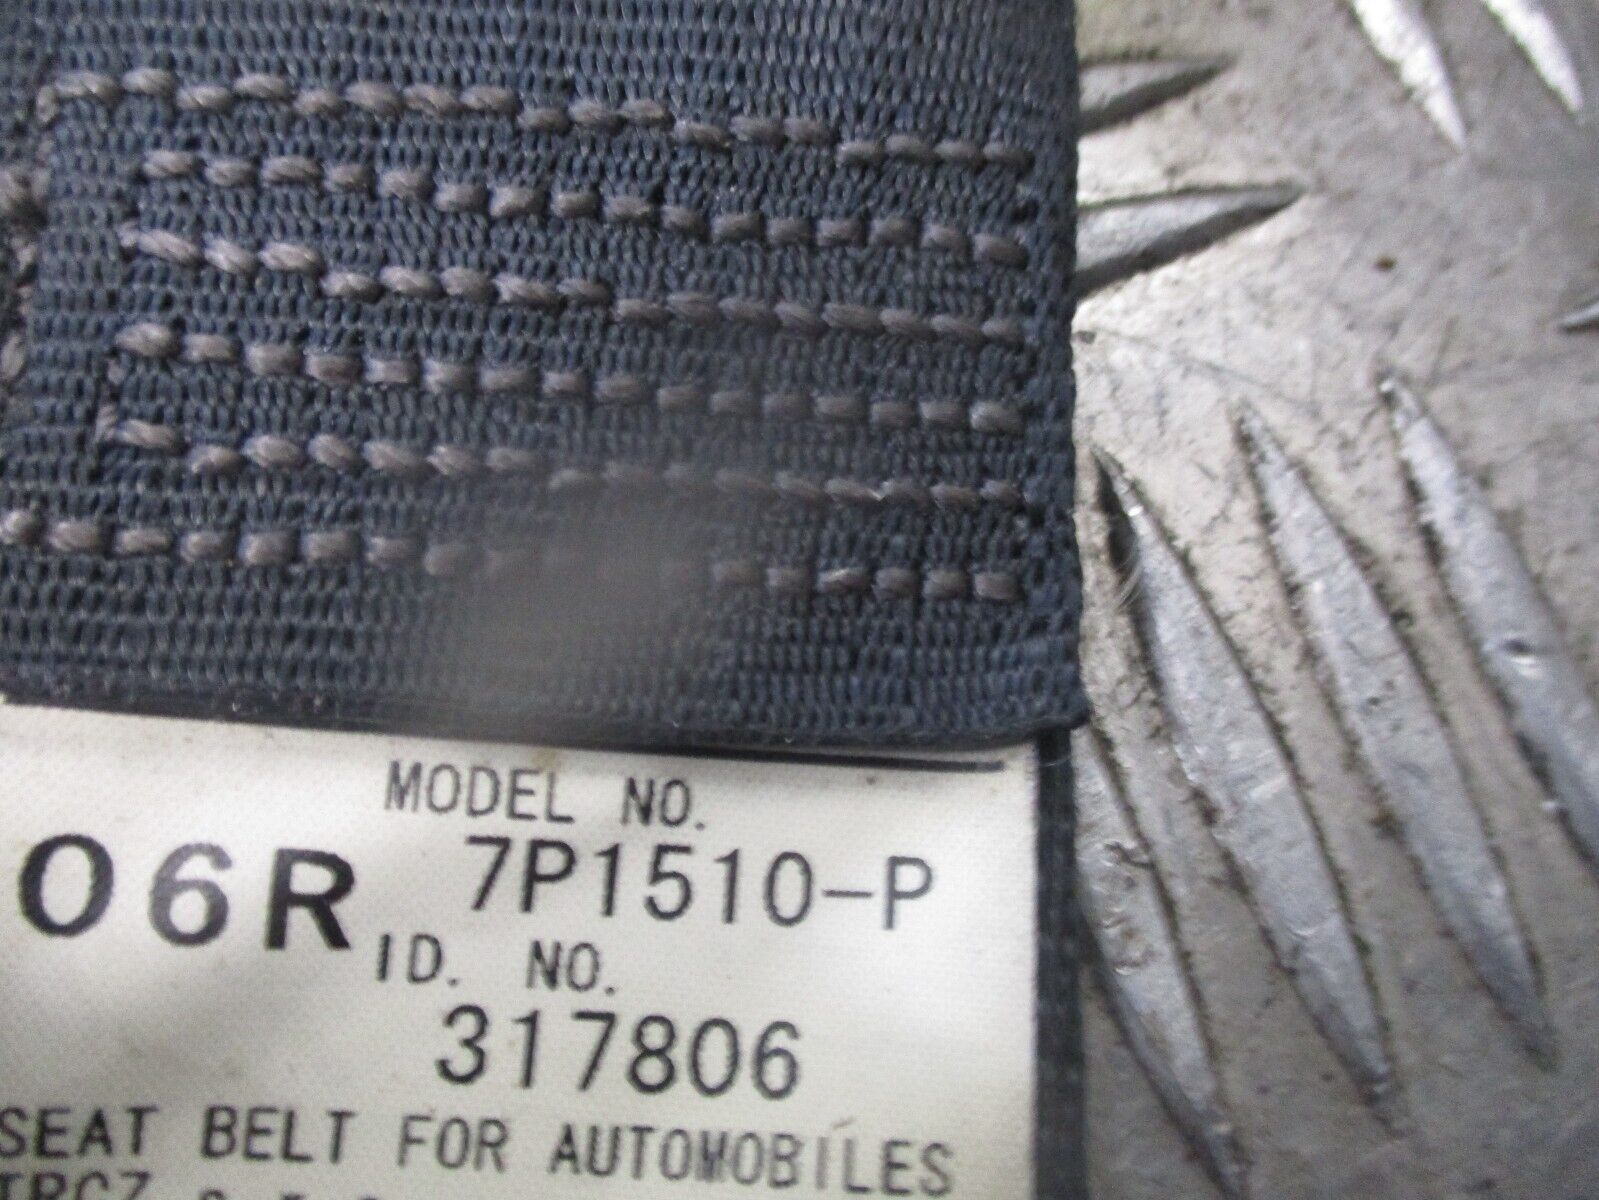 MODEL NO.
06R 7P1510-P
ID. NO.
317806
SEAT BELT FOR AUTOMOBILES